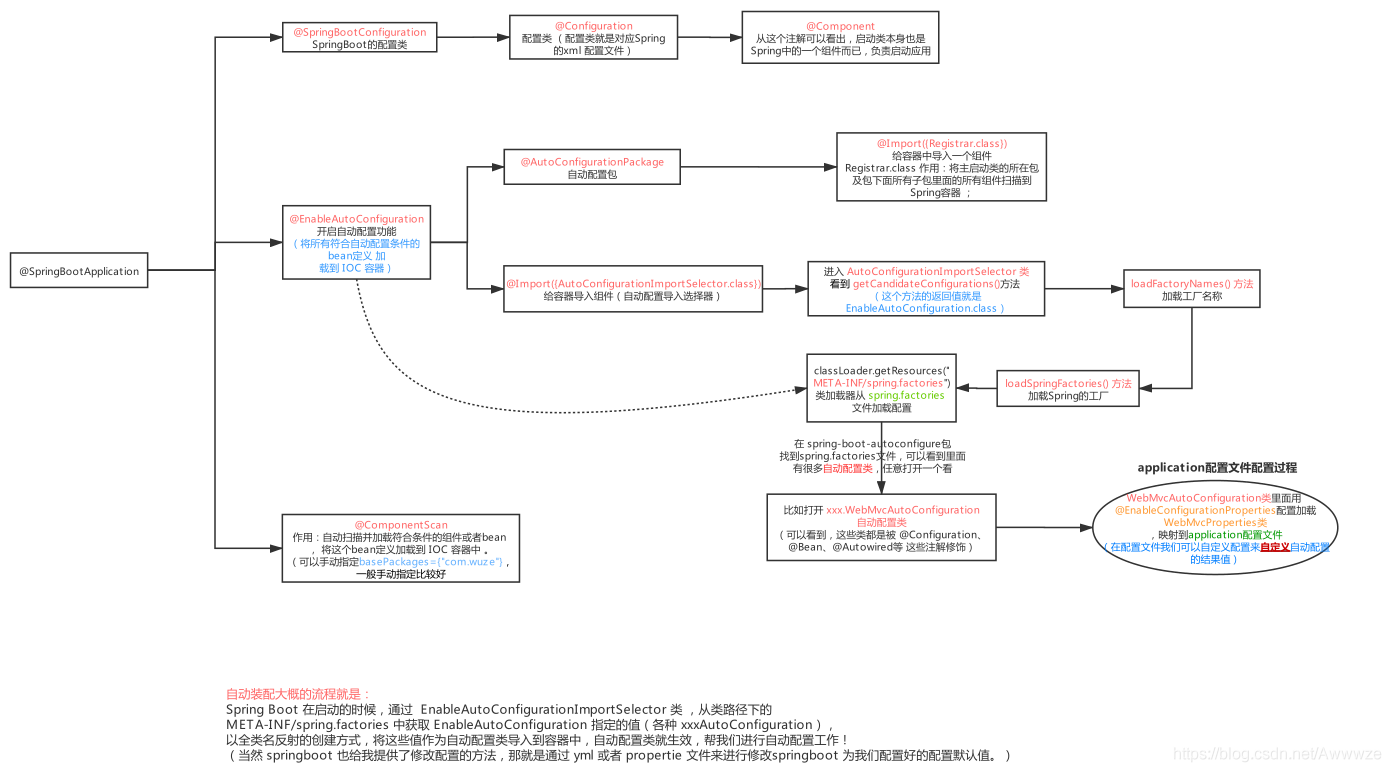 @SpringBootApplication
@SpringBootConfiguration
SpringBoot的配置类
@Configuration
配置类（配置类就是对应Spring
的xml 配置文件）
@Component
从这个注解可以看出，启动类本身也是
Spring中的一个组件而已，负责启动应用
@EnableAutoConfiguration
开启自动配置功能
（将所有符合自动配置条件的
bean定义 加
载到 IOC 容器）
@AutoConfigurationPackage
自动配置包
@Import({Registrar.class})
给容器中导入一个组件
Registrar.class 作用：将主启动类的所在包
及包下面所有子包里面的所有组件扫描到
Spring容器 ；
@Import({AutoConfigurationImportSelector.class})
给容器导入组件（自动配置导入选择器）
进入 AutoConfigurationImportSelector 类
看到 getCandidateConfigurations()方法
（这个方法的返回值就是
EnableAutoConfiguration.class）
loadFactoryNames() 方法
加载工厂名称
loadSpringFactories() 方法
加载Spring的工厂
classLoader.getResources("
META-INF/spring.factories")
类加载器从 spring.factories
文件加载配置
在 spring-boot-autoconfigure包
找到spring.factories文件，可以看到里面
有很多自动配置类，任意打开一个看
比如打开 xxx.WebMvcAutoConfiguration
自动配置类
（可以看到，这些类都是被 @Configuration、
@Bean、@Autowired等 这些注解修饰）
application配置文件配置过程
WebMvcAutoConfiguration类里面用
@EnableConfigurationProperties配置加载
WebMvcProperties类
，映射到application配置文件
（在配置文件我们可以自定义配置来自定义自动配置
的结果值）
@ComponentScan
作用：自动扫描并加载符合条件的组件或者bean
，将这个bean定义加载到 IOC 容器中 。
（可以手动指定basePackages={"com.wuze"}，
一般手动指定比较好
自动装配大概的流程就是：
Spring Boot 在启动的时候，通过 EnableAutoConfigurationImportSelector 类 ，从类路径下的
META-INF/spring.factories 中获取 EnableAutoConfiguration 指定的值（各种 xxxAutoConfiguration），
以全类名反射的创建方式，将这些值作为自动配置类导入到容器中，自动配置类就生效，帮我们进行自动配置工作！
（当然 springboot 也给我提供了修改配置的方法，那就是通过 yml 或者 propertie 文件来进行修改springboot 为我们配置好的配置默认值。）
https://blog.csdn.net/Awwwze